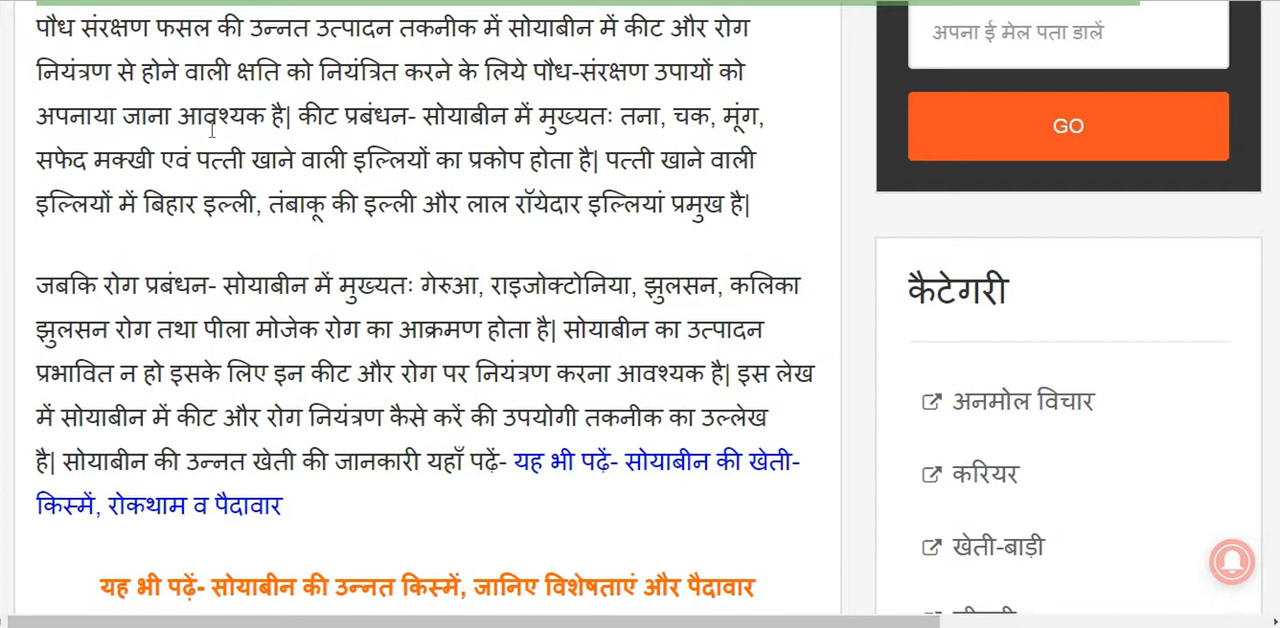 पौध संरक्षण फसल की उन्नत उत्पादन तकनीक में सोयाबीन में कीट और रोग
नियंत्रण से होने वाली क्षति को नियंत्रित करने के लिये पौध-संरक्षण उपायों को
अपनाया जाना आवश्यक है| कीट प्रबंधन- सोयाबीन में मुख्यतः तना, चक, मूंग,
सफेद मक्खी एवं पत्ती खाने वाली इल्लियों का प्रकोप होता है| पत्ती खाने वाली
इल्लियों में बिहार इल्ली, तंबाकू की इल्ली और लाल रॉयेदार इल्लियां प्रमुख है|
जबकि रोग प्रबंधन- सोयाबीन में मुख्यतः गेरुआ, राइजोक्टोनिया, झुलसन, कलिका
झुलसन रोग तथा पीला मोजेक रोग का आक्रमण होता है| सोयाबीन का उत्पादन
प्रभावित न हो इसके लिए इन कीट और रोग पर नियंत्रण करना आवश्यक है| इस लेख
में सोयाबीन में कीट और रोग नियंत्रण कैसे करें की उपयोगी तकनीक का उल्लेख
है| सोयाबीन की उन्नत खेती की जानकारी यहाँ पढ़ें- यह भी पढ़ें- सोयाबीन की खेती-
किस्में, रोकथाम व पैदावार
यह भी पढ़ें- सोयाबीन की उन्नत किस्में, जानिए विशेषताएं और पैदावार
अपना ई मेल पता डालें
GO
कैटेगरी
अनमोल विचार
करियर
खेती-बाड़ी